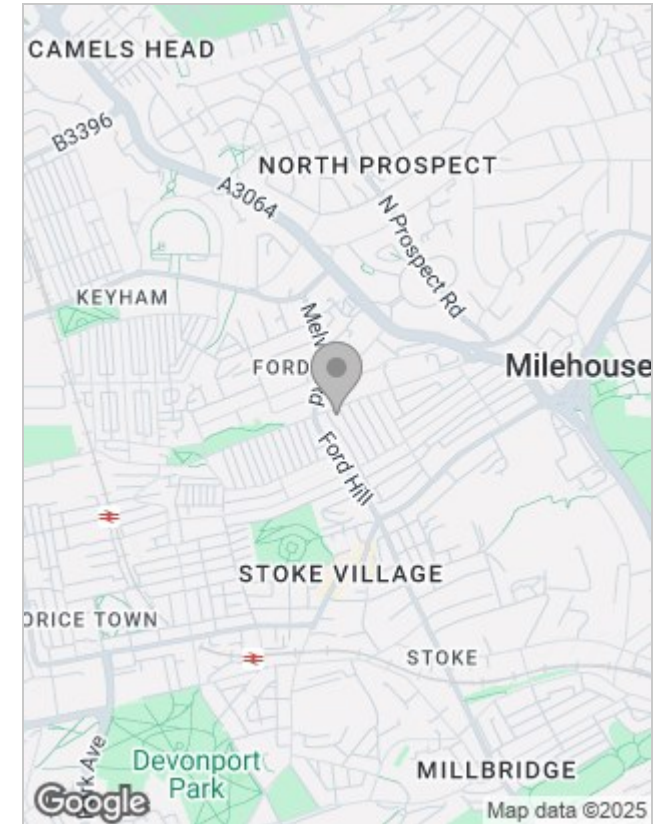 CAMELS HEAD
B3396
NORTH PROSPECT
A3064
N Prospect Rd
KEYHAM
FORD
Milehouse
Ford Hill
STOKE VILLAGE
ORICE TOWN
STOKE
Devonport
Park
MILLBRIDGE
Google
Map data ©2025